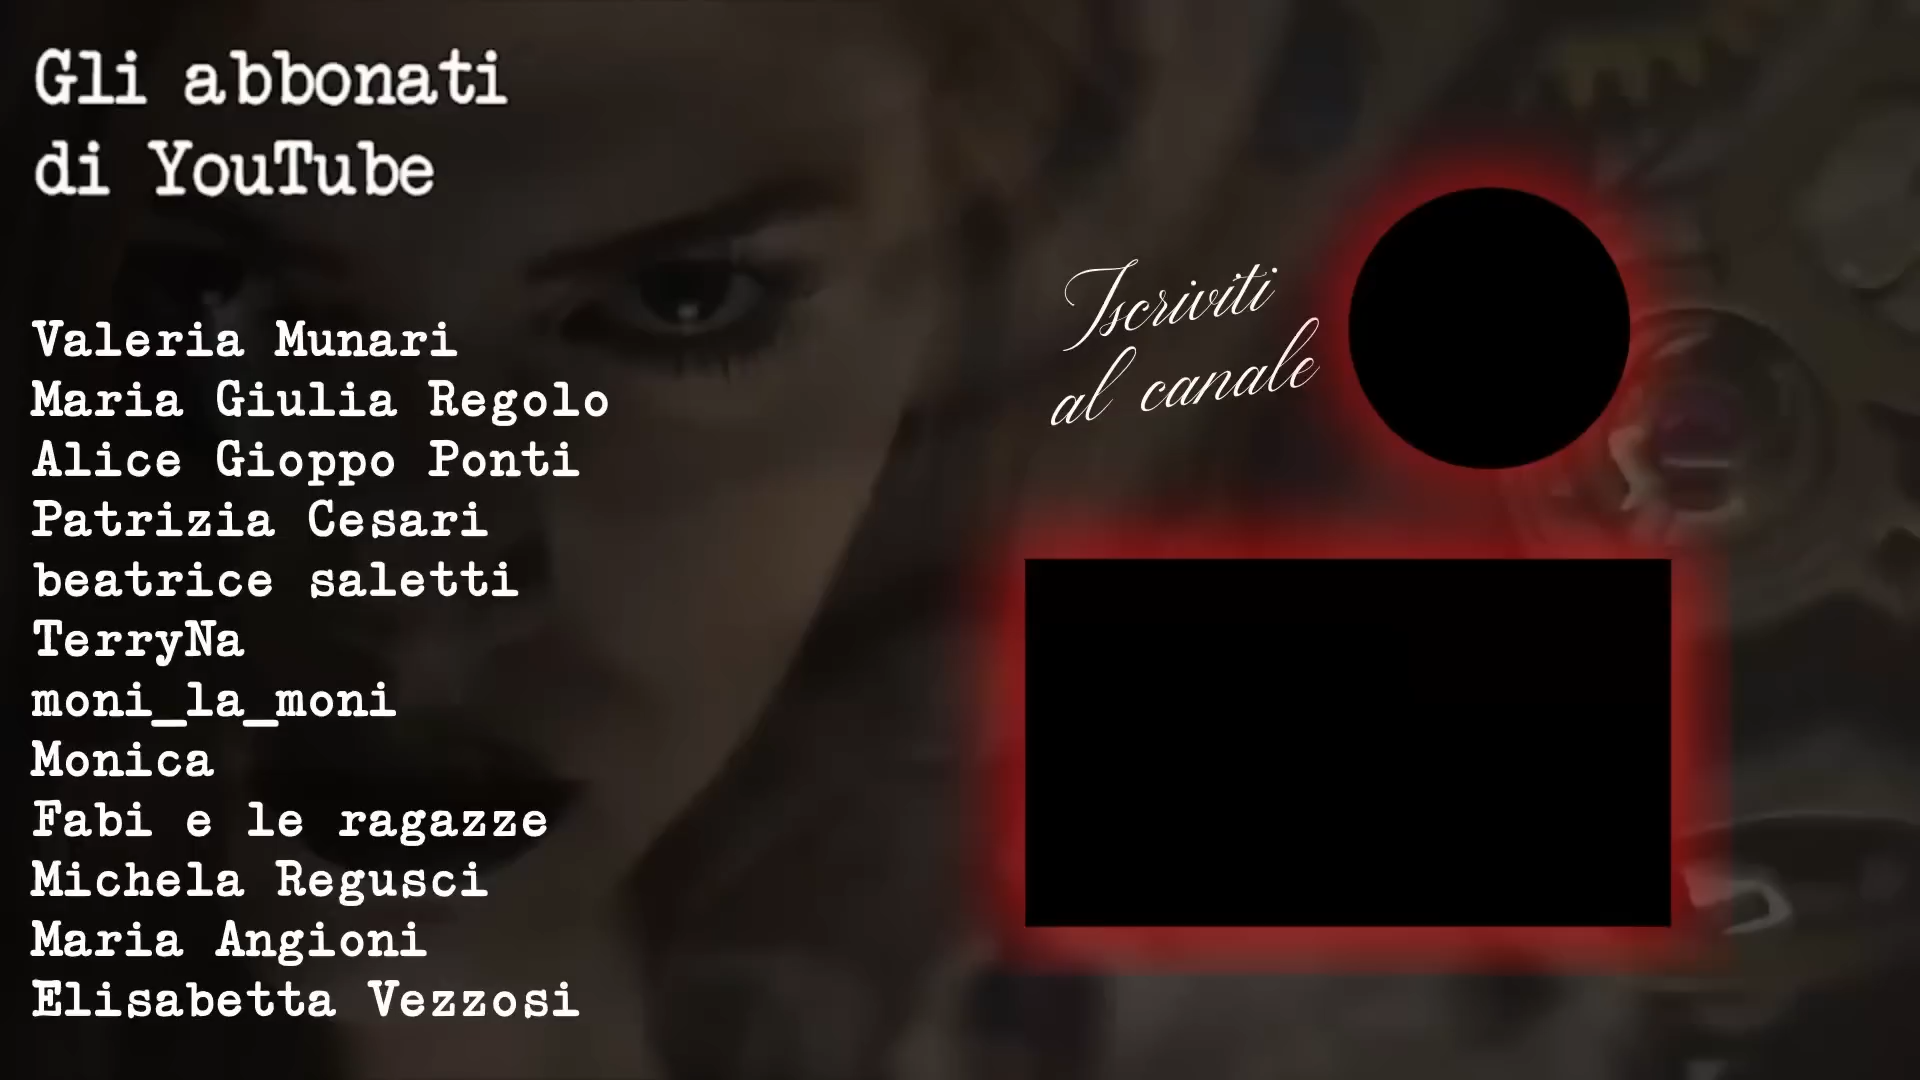 Gli abbonati
di YouTube
Valeria Munari
Maria Giulia Regolo
Alice Gioppo Ponti
Patrizia Cesari
beatrice saletti
TerryNa
moni_la_moni
Monica
Fabi e le ragazze
Michela Regusci
Maria Angioni
Elisabetta Vezzosi
Iscriviti
al canale